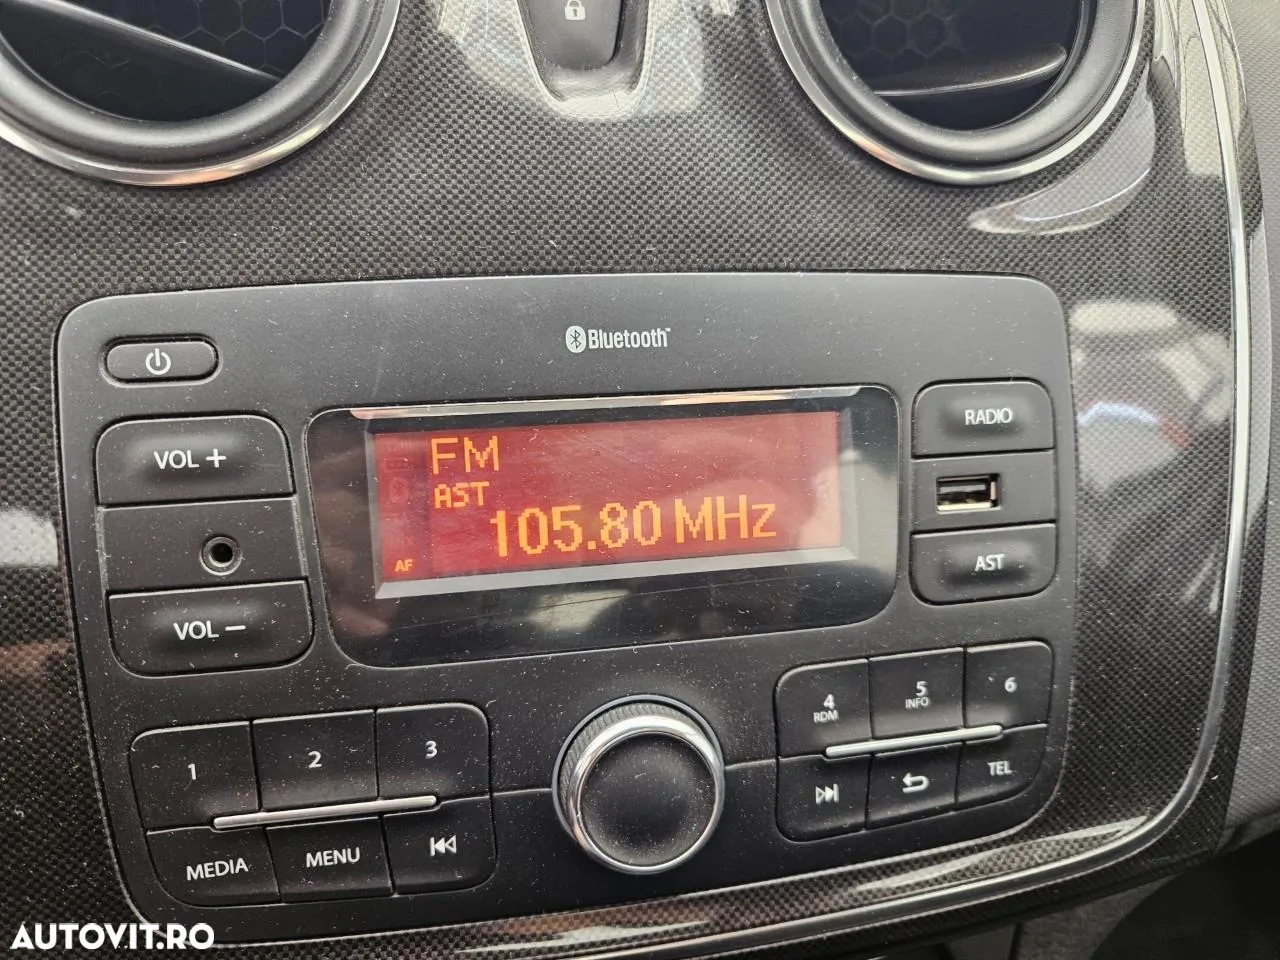 Bluetooth™
VOL +
VOL −
FM
AST
105.80 MHz
AF
RADIO
AST
1
2
3
MEDIA
MENU
4
RDM
5
INFO
6
TEL
AUTOVIT.RO